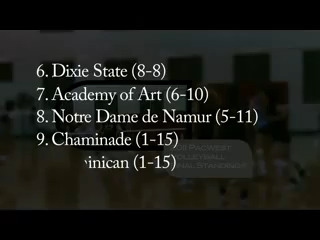 6. Dixie State (8-8)
7. Academy of Art (6-10)
8. Notre Dame de Namur (5-11)
9. Chaminade (1-15)
(1-15)
PACWEST